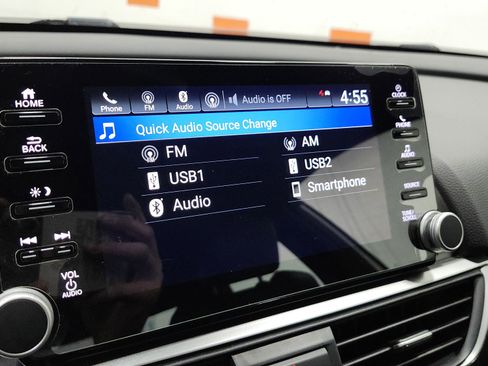 HOME
BACK
VOL
AUDIO
Phone
FM
Audio
Audio is OFF
4:55
Quick Audio Source Change
FM
AM
USB1
USB2
Audio
Smartphone
CLOCK
PHONE
AUDIO
SOURCE
TUNE/
SCROLL